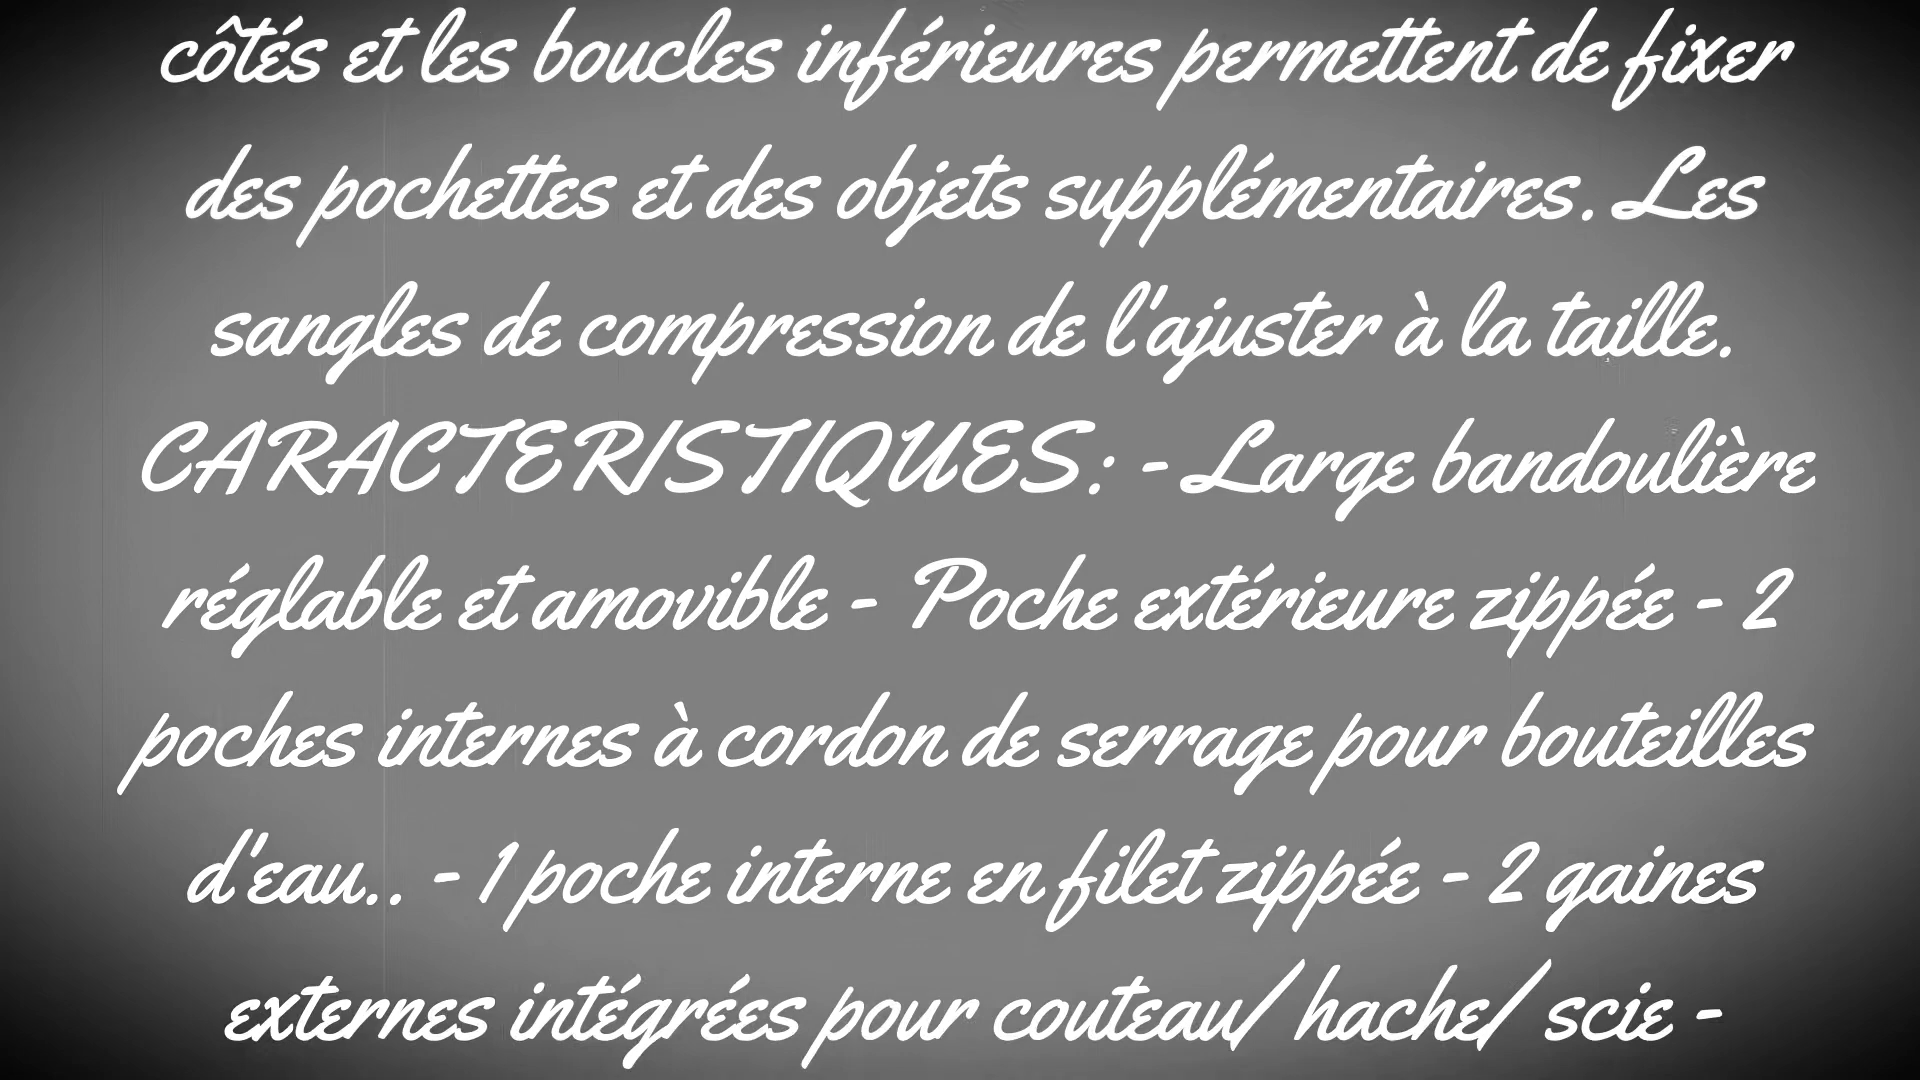 côtés et les boucles inférieures permettent de fixer
des pochettes et des objets supplémentaires. Les
sangles de compression de l'ajuster à la taille.
CARACTERISTIQUES: - Large bandoulière
réglable et amovible - Poche extérieure zippée - 2
poches internes à cordon de serrage pour bouteilles
d'eau.. - 1 poche interne en filet zippée - 2 gaines
externes intégrées pour couteau/ hache/ scie -